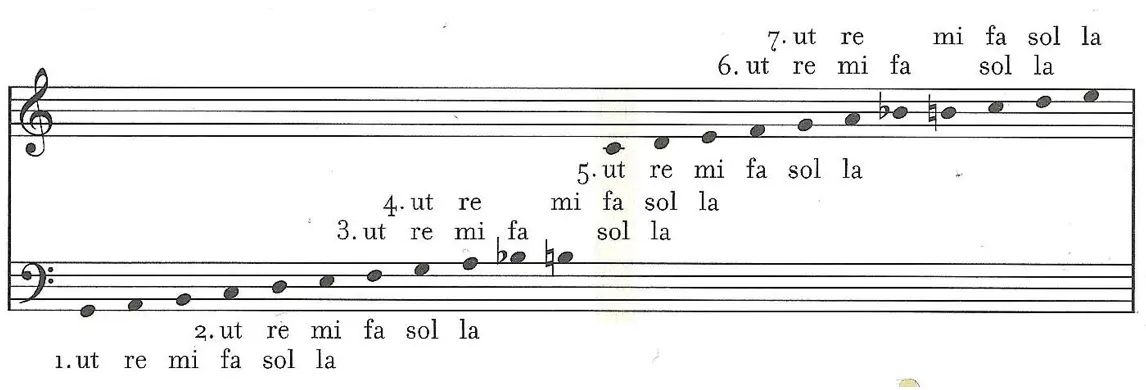 7. ut re mi fa sol la
6. ut re mi fa sol la
5. ut re mi fa sol la
4. ut re mi fa sol la
3. ut re mi fa sol la
2. ut re mi fa sol la
1. ut re mi fa sol la